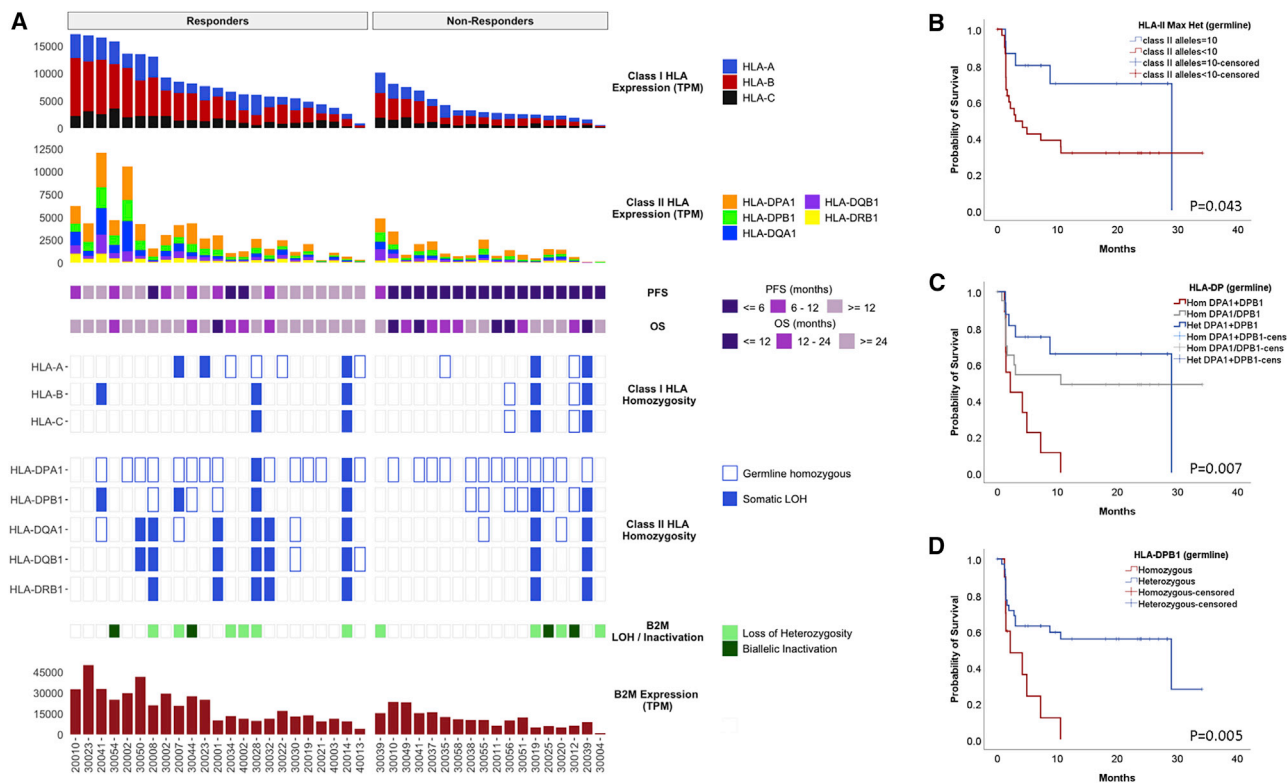 A
Responders
Non-Responders
15000
10000
5000
0
Class I HLA
Expression (TPM)
HLA-A
HLA-B
HLA-C
12500
10000
7500
5000
2500
0
Class II HLA
Expression (TPM)
HLA-DPA1
HLA-DPB1
HLA-DQA1
HLA-DQB1
HLA-DRB1
PFS
OS
PFS (months)
<= 6
6 - 12
>= 12
OS (months)
<= 12
12 - 24
>= 24
HLA-A
HLA-B
HLA-C
Class I HLA
Homozygosity
HLA-DPA1
HLA-DPB1
HLA-DQA1
HLA-DQB1
HLA-DRB1
Class II HLA
Homozygosity
Germline homozygous
Somatic LOH
B2M
LOH / Inactivation
Loss of Heterozygosity
Biallelic Inactivation
45000
30000
15000
0
B2M Expression
(TPM)
20010
30023
20041
30054
20002
30050
20008
30002
20007
30044
20023
20001
20034
40002
30028
30032
30022
30030
20019
20021
40003
20014
40013
30039
30010
30049
30041
20037
20035
30058
20038
30055
20011
30056
30051
30019
20025
30020
30012
20039
30004
B
HLA-II Max Het (germline)
class II alleles=10
class II alleles<10
class II alleles=10-censored
class II alleles<10-censored
Probability of Survival
1.0
0.8
0.6
0.4
0.2
0.0
P=0.043
0
10
20
30
40
Months
C
HLA-DP (germline)
Hom DPA1+DPB1
Hom DPA1/DPB1
Het DPA1+DPB1
Hom DPA1+DPB1-cens
Hom DPA1/DPB1-cens
Het DPA1+DPB1-cens
Probability of Survival
1.0
0.8
0.6
0.4
0.2
0.0
P=0.007
0
10
20
30
40
Months
D
HLA-DPB1 (germline)
Homozygous
Heterozygous
Homozygous-censored
Heterozygous-censored
Probability of Survival
1.0
0.8
0.6
0.4
0.2
0.0
P=0.005
0
10
20
30
40
Months